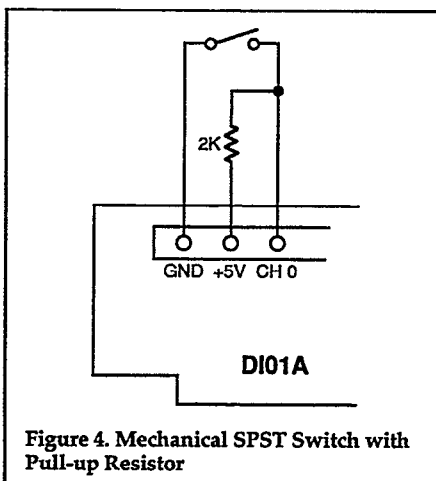 2K
GND +5V CH 0
DI01A
Figure 4. Mechanical SPST Switch with
Pull-up Resistor